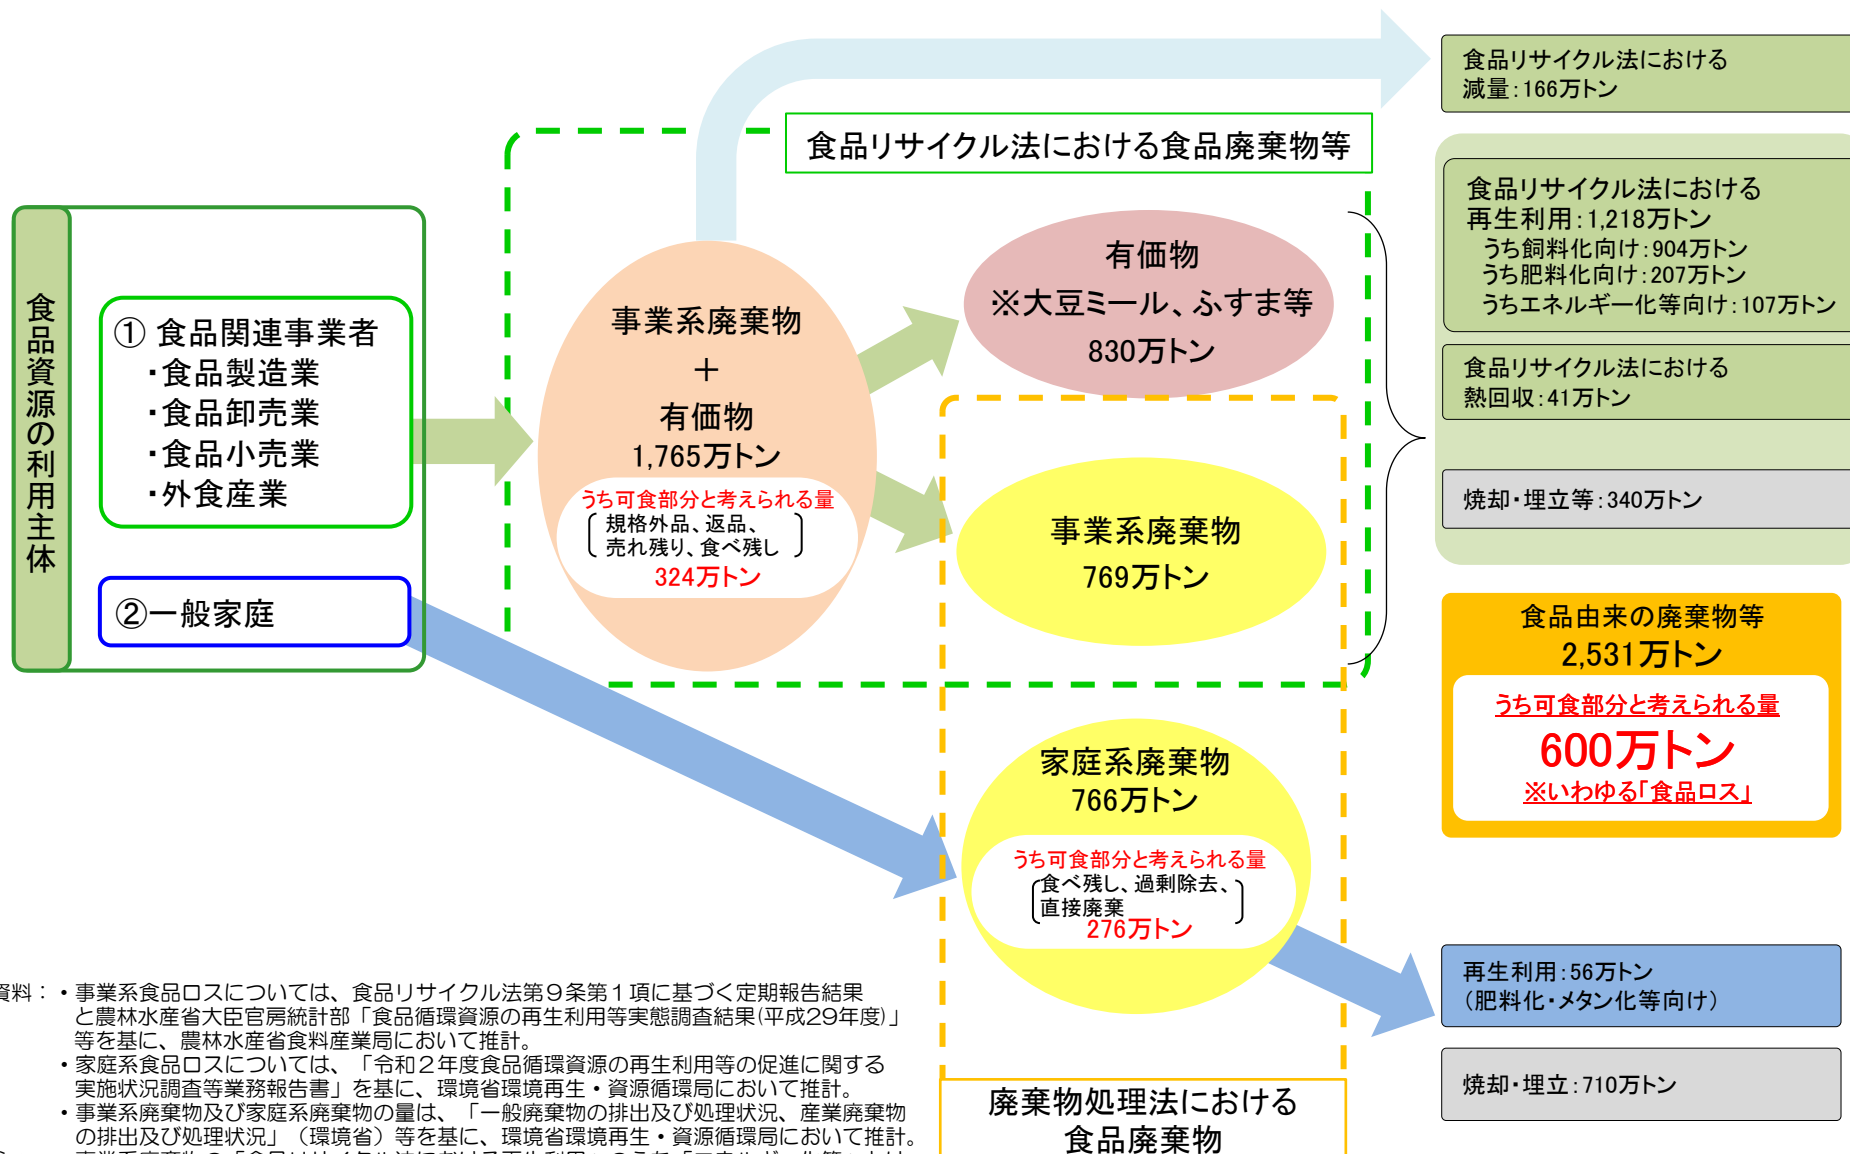 食品リサイクル法における
減量：166万トン
食品リサイクル法における食品廃棄物等
食品リサイクル法における
再生利用：1,218万トン
うち飼料化向け：904万トン
うち肥料化向け：207万トン
うちエネルギー化等向け：107万トン
食品リサイクル法における
熱回収：41万トン
焼却・埋立等：340万トン
食品資源の利用主体
① 食品関連事業者
・食品製造業
・食品卸売業
・食品小売業
・外食産業
②一般家庭
事業系廃棄物
＋
有価物
1,765万トン
うち可食部分と考えられる量
規格外品、返品、
売れ残り、食べ残し
324万トン
有価物
※大豆ミール、ふすま等
830万トン
事業系廃棄物
769万トン
家庭系廃棄物
766万トン
うち可食部分と考えられる量
食べ残し、過剰除去、
直接廃棄
276万トン
食品由来の廃棄物等
2,531万トン
うち可食部分と考えられる量
600万トン
※いわゆる「食品ロス」
再生利用：56万トン
（肥料化・メタン化等向け）
焼却・埋立：710万トン
廃棄物処理法における
食品廃棄物
資料：・事業系食品ロスについては、食品リサイクル法第９条第１項に基づく定期報告結果
と農林水産省大臣官房統計部「食品循環資源の再生利用等実態調査結果(平成29年度)」
等を基に、農林水産省食料産業局において推計。
・家庭系食品ロスについては、「令和２年度食品循環資源の再生利用等の促進に関する
実施状況調査等業務報告書」を基に、環境省環境再生・資源循環局において推計。
・事業系廃棄物及び家庭系廃棄物の量は、「一般廃棄物の排出及び処理状況、産業廃棄物
の排出及び処理状況」（環境省）等を基に、環境省環境再生・資源循環局において推計。